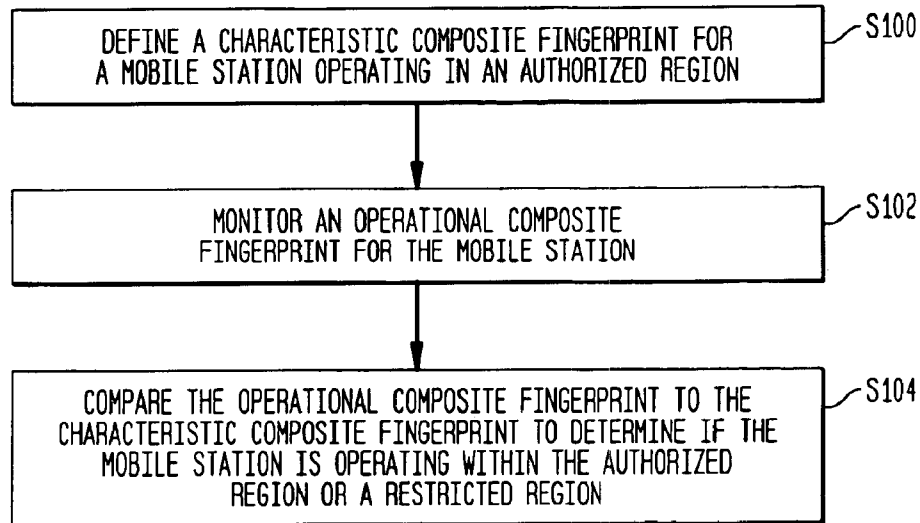 DEFINE A CHARACTERISTIC COMPOSITE FINGERPRINT FOR
A MOBILE STATION OPERATING IN AN AUTHORIZED REGION
S100
MONITOR AN OPERATIONAL COMPOSITE
FINGERPRINT FOR THE MOBILE STATION
S102
COMPARE THE OPERATIONAL COMPOSITE FINGERPRINT TO THE
CHARACTERISTIC COMPOSITE FINGERPRINT TO DETERMINE IF THE
MOBILE STATION IS OPERATING WITHIN THE AUTHORIZED
REGION OR A RESTRICTED REGION
S104